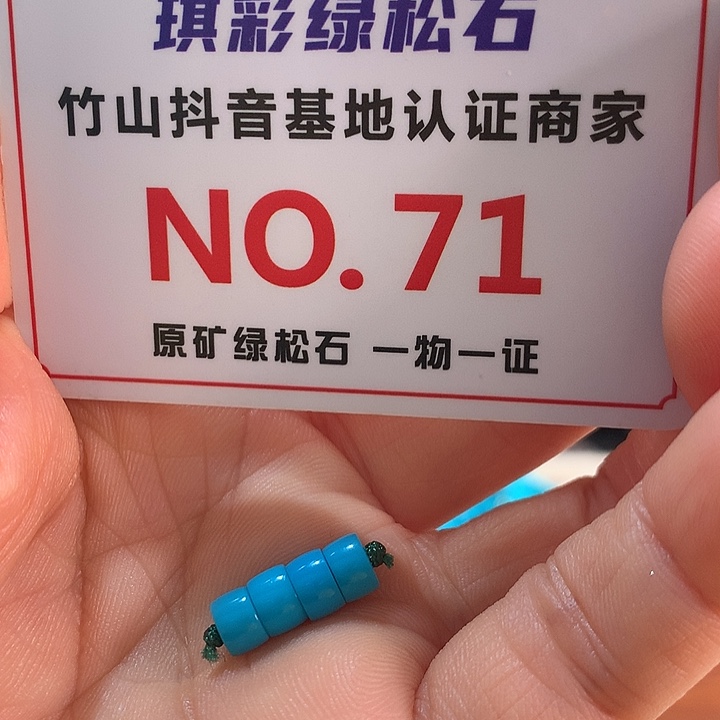 琪彩绿松石
竹山抖音基地认证商家
NO.71
原矿绿松石 一物一证